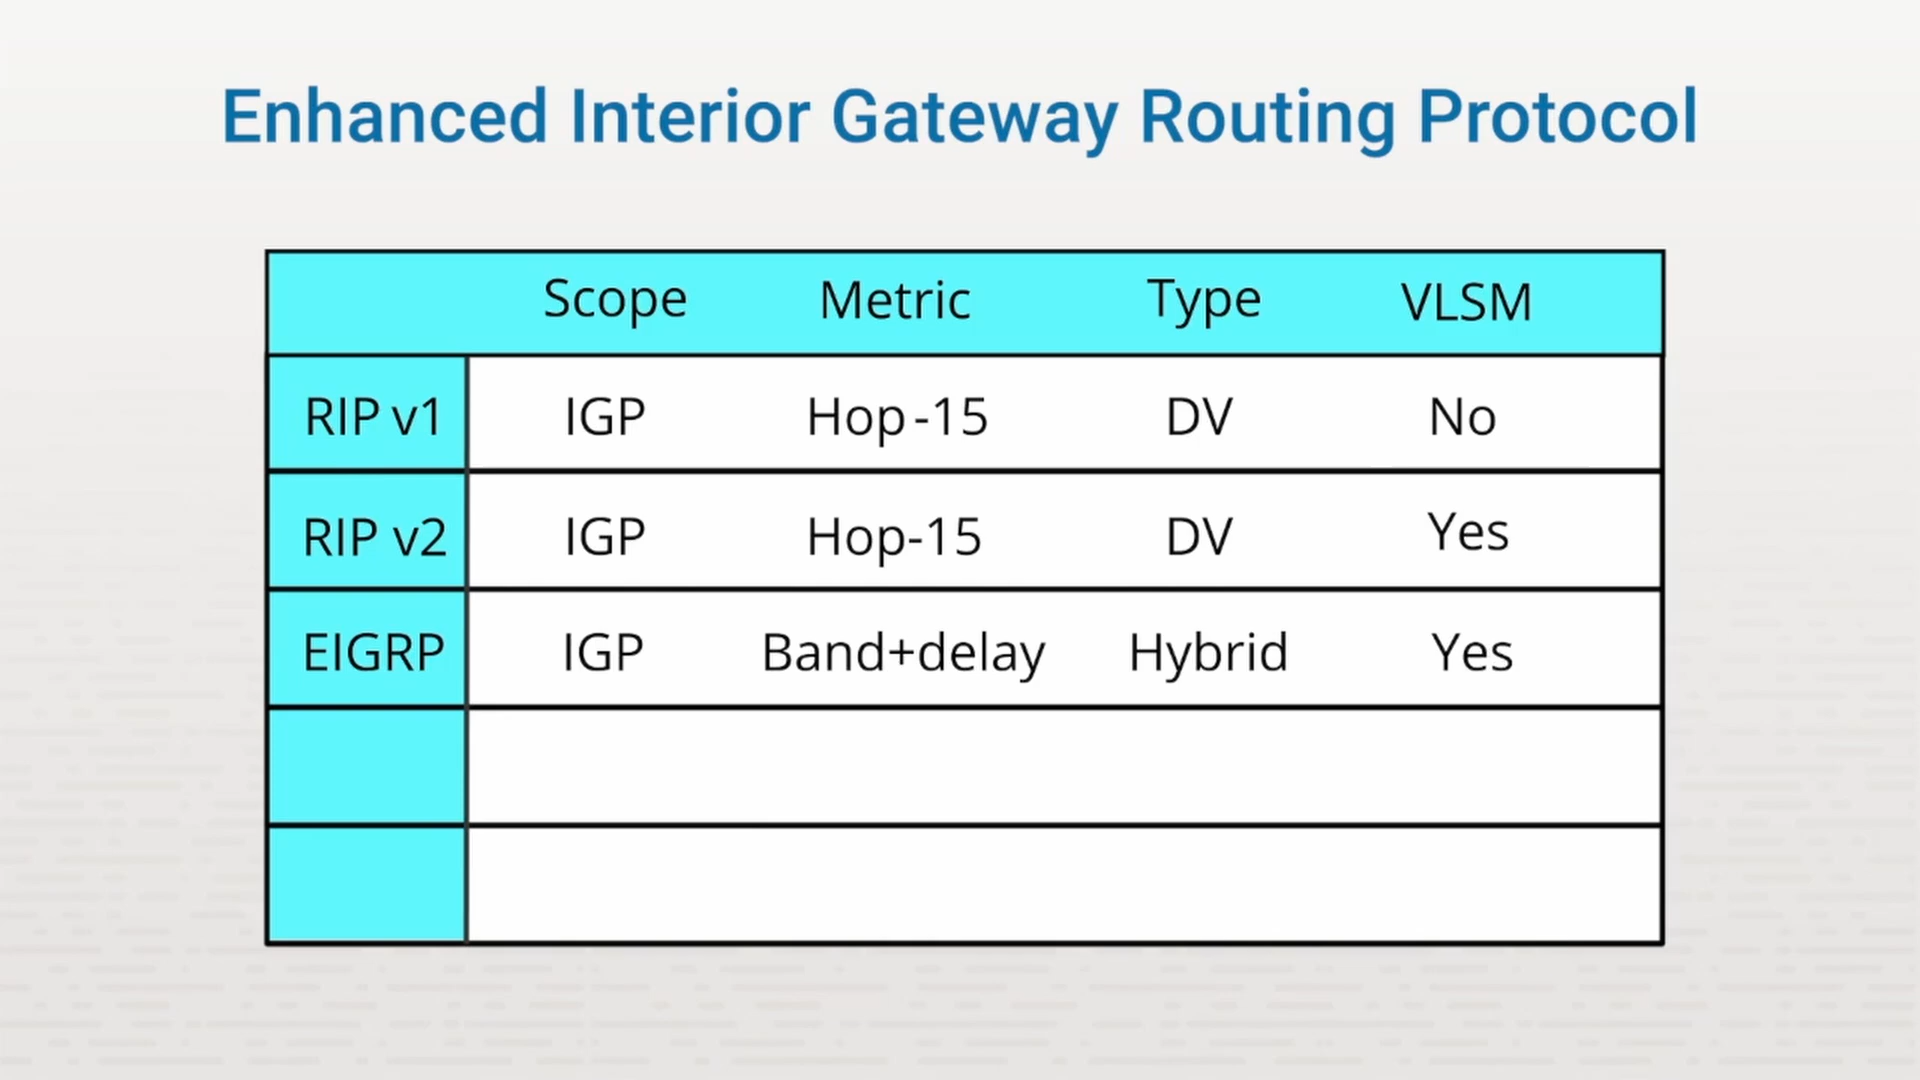 Enhanced Interior Gateway Routing Protocol
Scope Metric Type VLSM
RIP v1 IGP Hop -15 DV No
RIP v2 IGP Hop-15 DV Yes
EIGRP IGP Band+delay Hybrid Yes